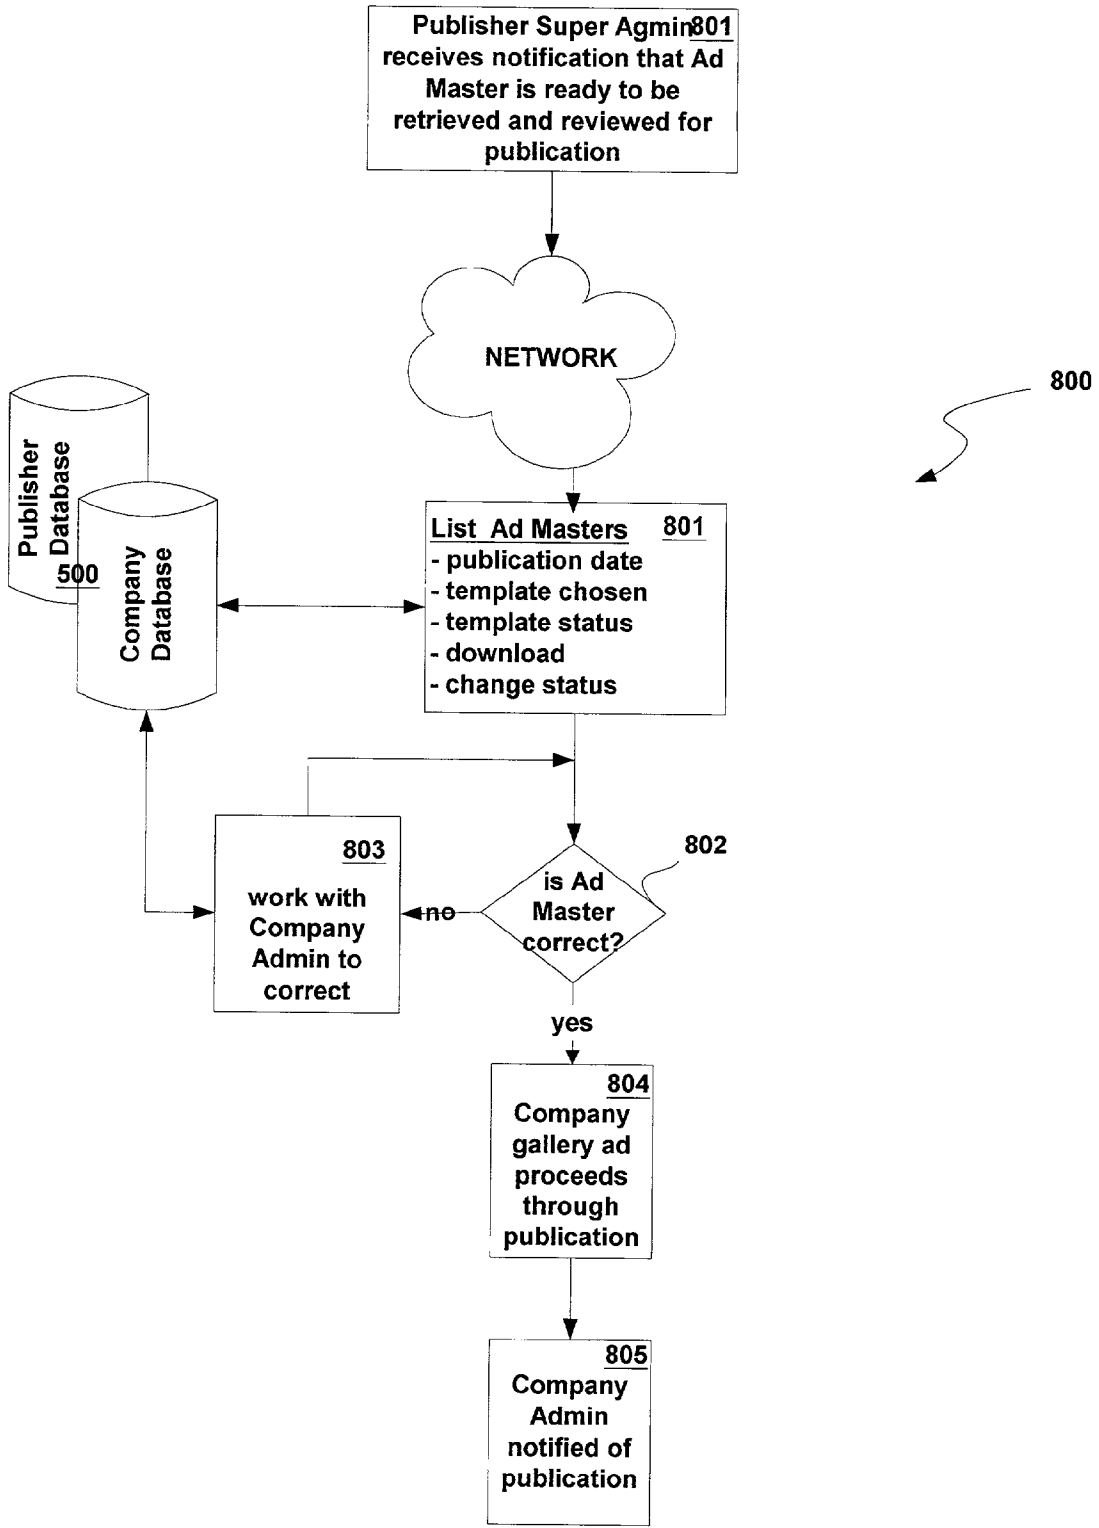 Publisher Super Agmin 801
receives notification that Ad
Master is ready to be
retrieved and reviewed for
publication
NETWORK
800
Publisher
Database
500
Company
Database
List Ad Masters 801
- publication date
- template chosen
- template status
- download
- change status
802
is Ad
Master
correct?
no
803
work with
Company
Admin to
correct
yes
804
Company
gallery ad
proceeds
through
publication
805
Company
Admin
notified of
publication